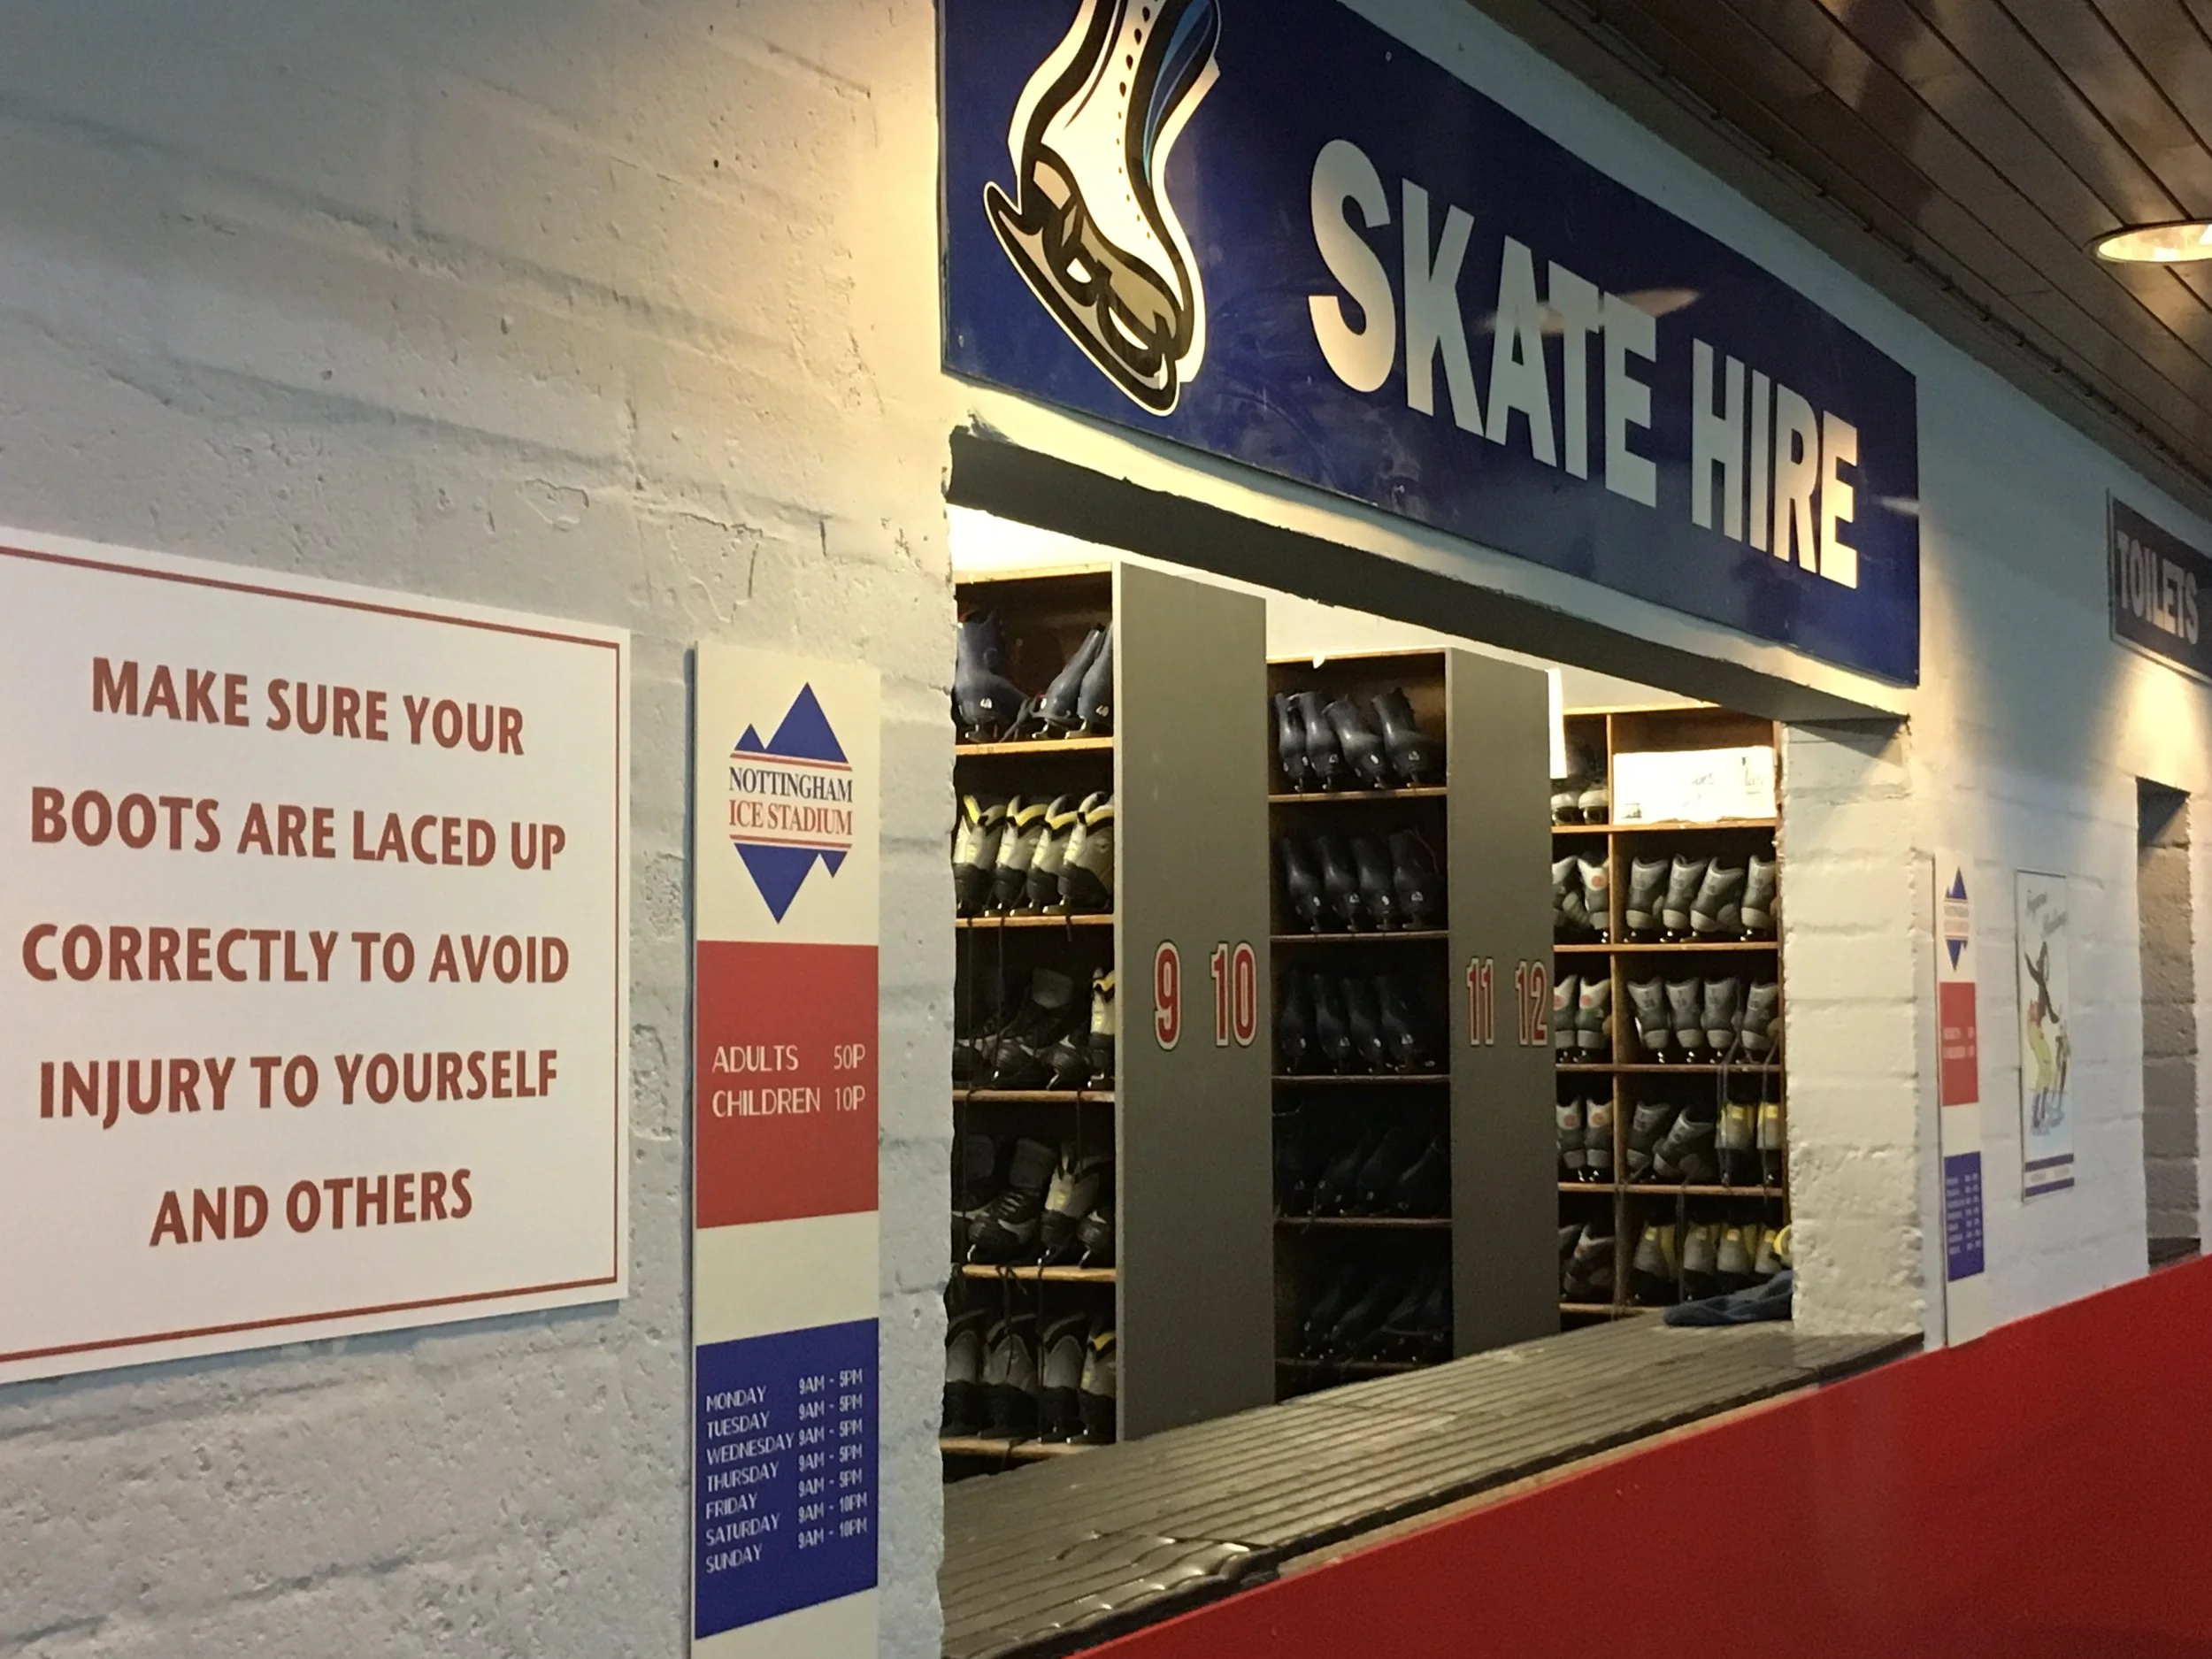 SKATE HIRE
TOILETS
MAKE SURE YOUR
BOOTS ARE LACED UP
CORRECTLY TO AVOID
INJURY TO YOURSELF
AND OTHERS
NOTTINGHAM
ICE STADIUM
ADULTS 50P
CHILDREN 10P
MONDAY 9AM - 5PM
TUESDAY 9AM - 5PM
WEDNESDAY 9AM - 5PM
THURSDAY 9AM - 5PM
FRIDAY 9AM - 5PM
SATURDAY 9AM - 10PM
SUNDAY 9AM - 10PM
9 10
11 12